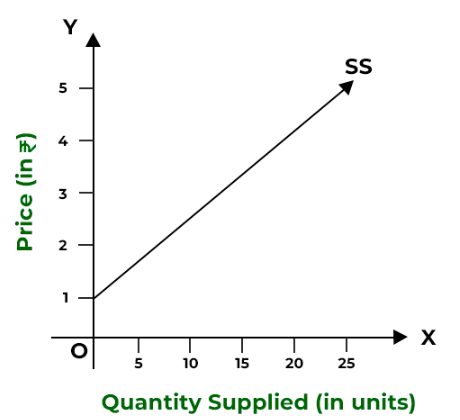 Y
SS
5
4
3
2
1
Price (in ₹)
O
X
5 10 15 20 25
Quantity Supplied (in units)